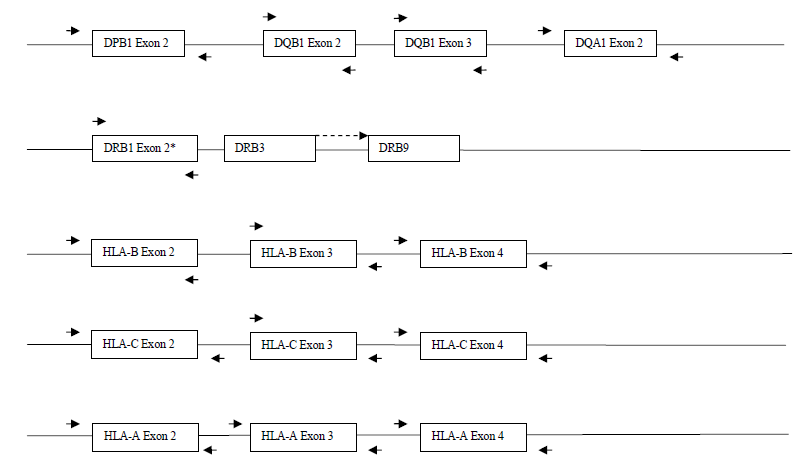 DPB1 Exon 2
DQB1 Exon 2
DQB1 Exon 3
DQA1 Exon 2
DRB1 Exon 2*
DRB3
DRB9
HLA-B Exon 2
HLA-B Exon 3
HLA-B Exon 4
HLA-C Exon 2
HLA-C Exon 3
HLA-C Exon 4
HLA-A Exon 2
HLA-A Exon 3
HLA-A Exon 4